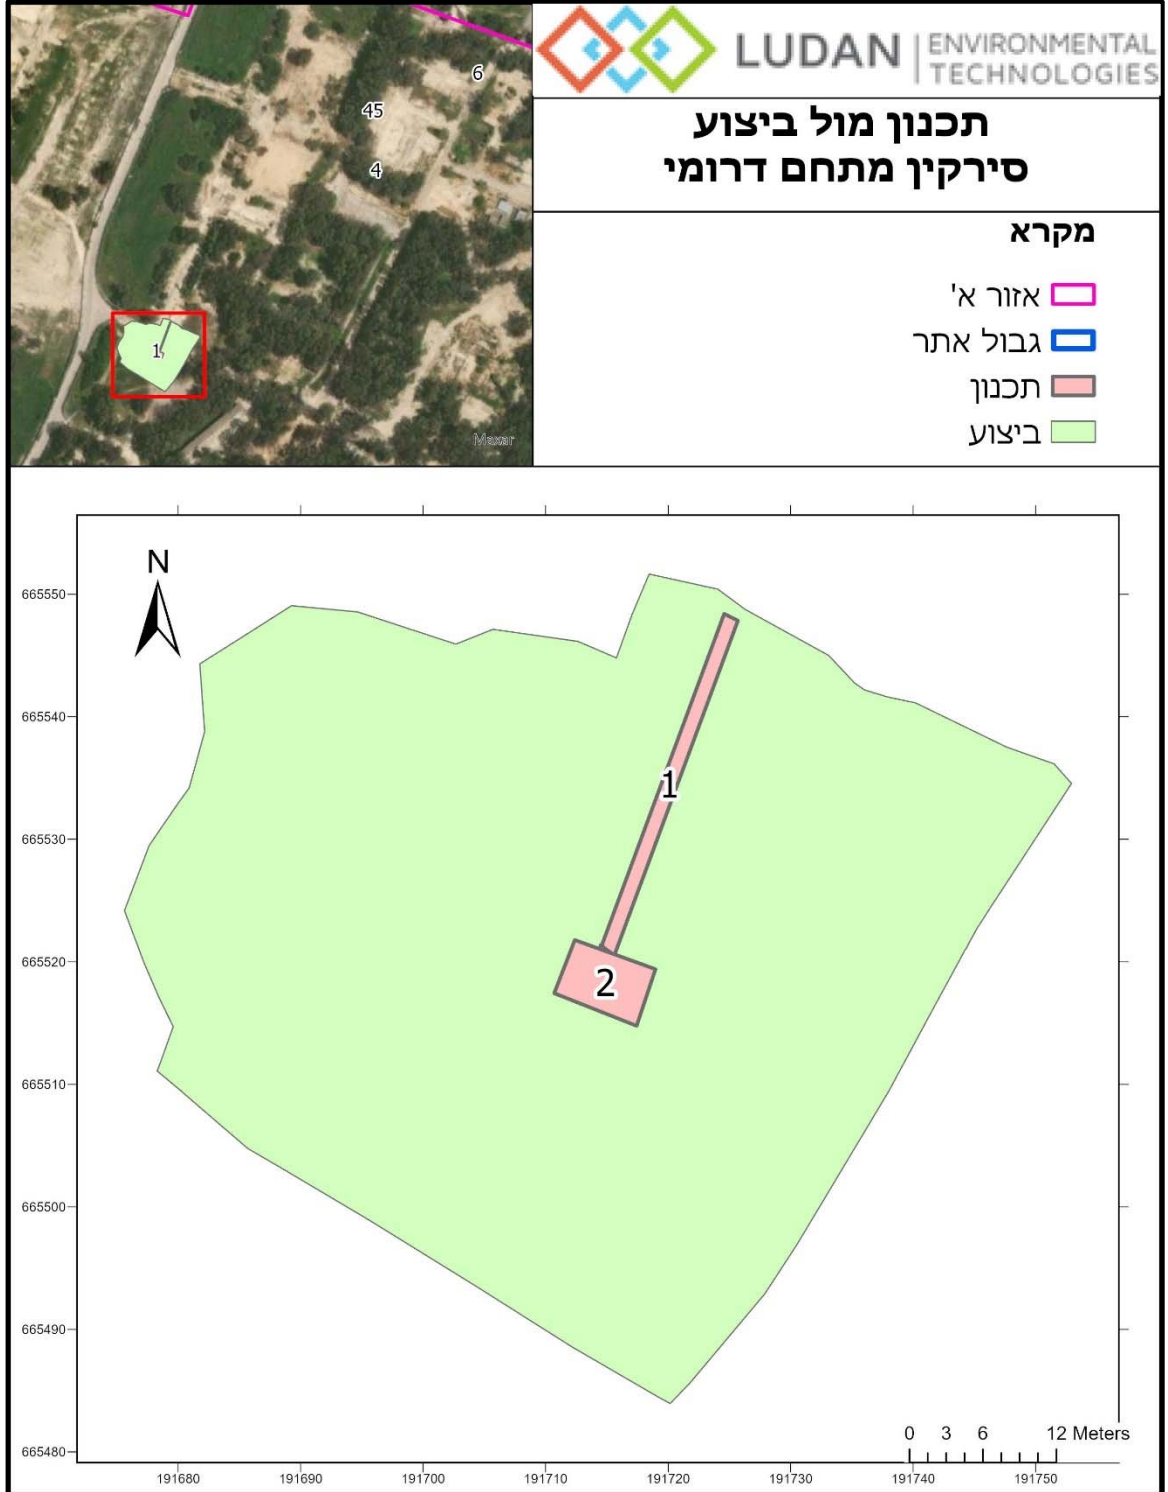 LUDAN
ENVIRONMENTAL
TECHNOLOGIES
תכנון מול ביצוע
סירקין מתחם דרומי
מקרא
אזור א'
גבול אתר
תכנון
ביצוע
6
45
4
1
Maxar
N
665550
665540
665530
665520
665510
665500
665490
665480
1
2
0 3 6 12 Meters
191680 191690 191700 191710 191720 191730 191740 191750